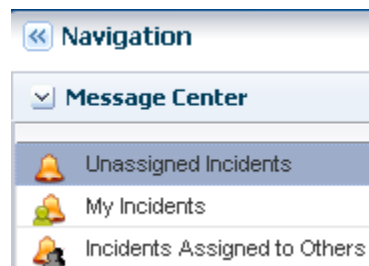 Navigation
Message Center
Unassigned Incidents
My Incidents
Incidents Assigned to Others